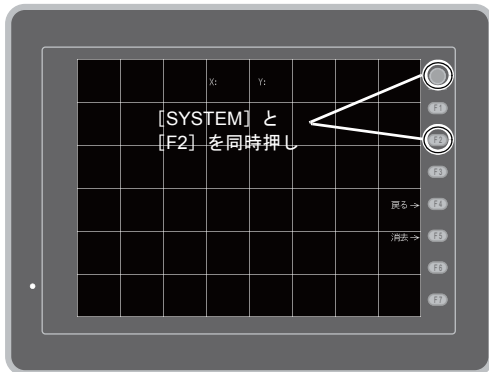 X: Y:
［SYSTEM］と
［F2］を同時押し
F1
F2
F3
戻る→ F4
消去→ F5
F6
F7